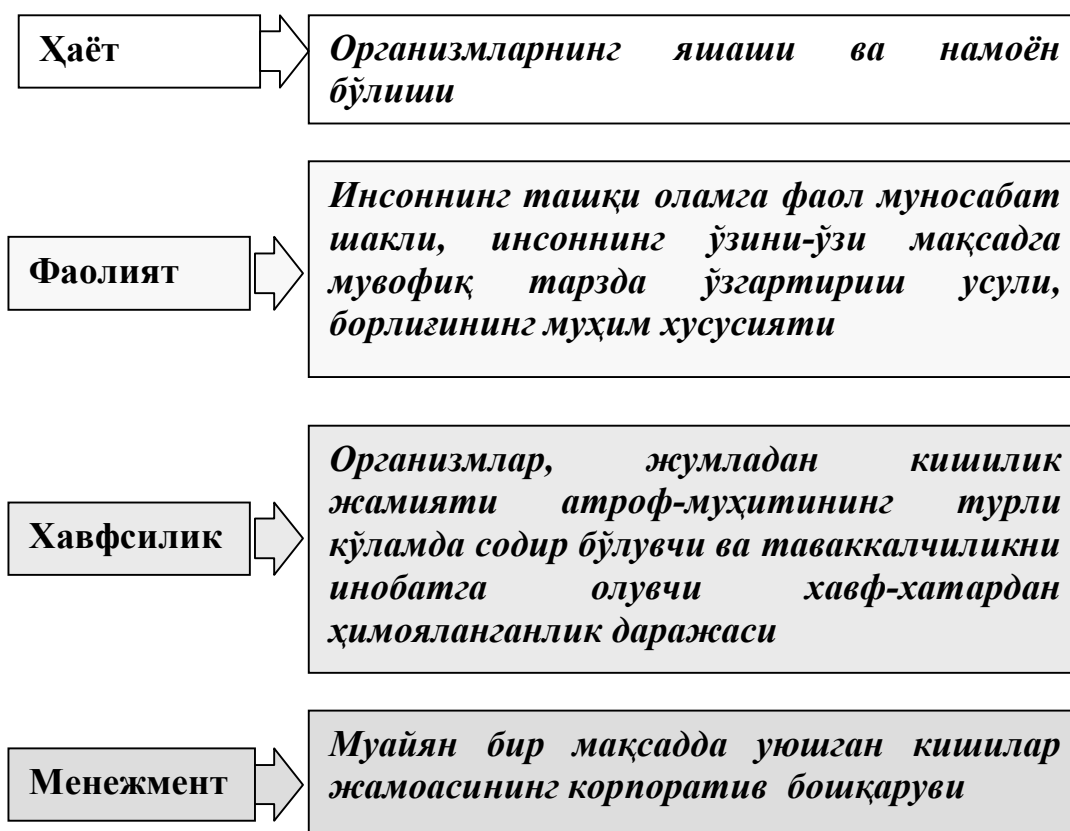 Ҳаёт
Организмларнинг яшаши ва намоён
бўлиши
Фаолият
Инсоннинг ташқи оламга фаол муносабат
шакли, инсоннинг ўзини-ўзи мақсадга
мувофиқ тарзда ўзгартириш усули,
борлиғининг муҳим хусусияти
Хавфсилик
Организмлар, жумладан кишилик
жамияти атроф-муҳитининг турли
кўламда содир бўлувчи ва таваккалчиликни
инобатга олувчи хавф-хатардан
ҳимояланганлик даражаси
Менежмент
Муайян бир мақсадда уюшган кишилар
жамоасининг корпоратив бошқаруви